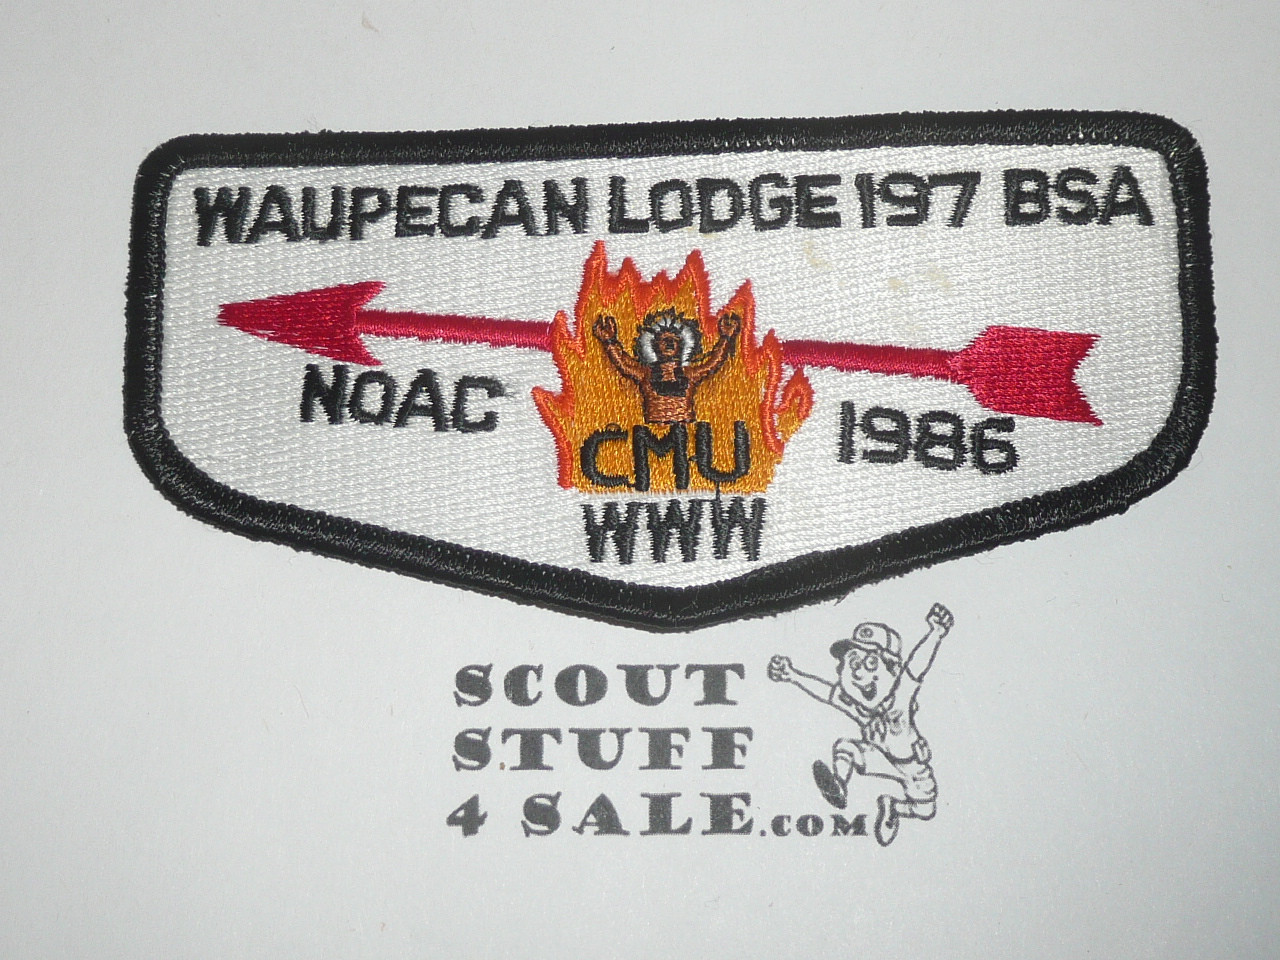 WAUPECAN LODGE 197 BSA
NOAC 1986
CMU
WWW
SCOUT
STUFF
4 SALE.COM